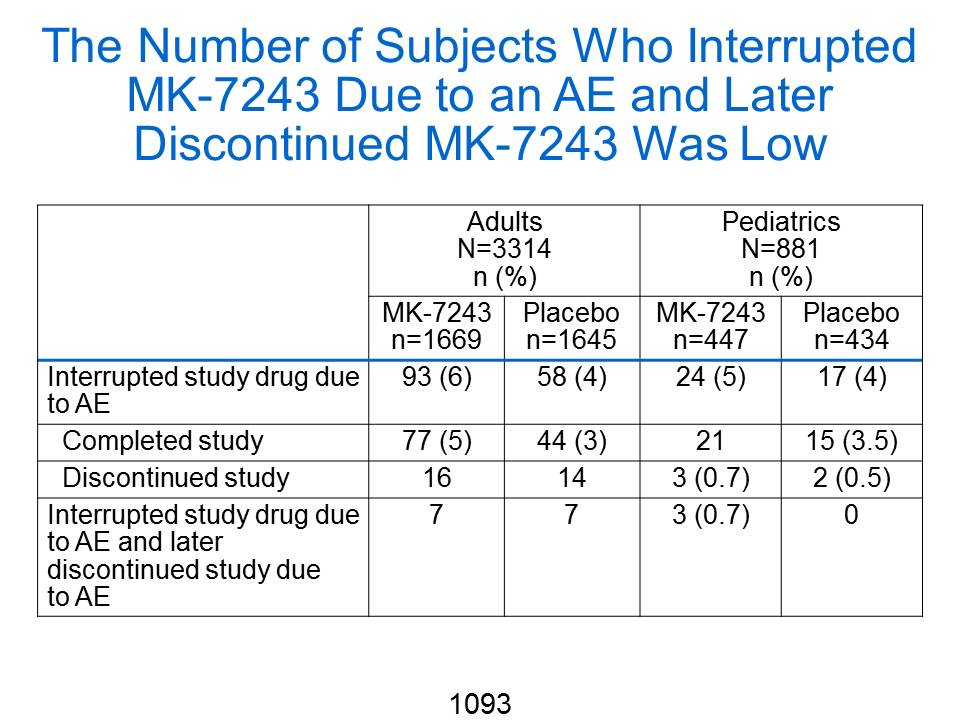 The Number of Subjects Who Interrupted
MK-7243 Due to an AE and Later
Discontinued MK-7243 Was Low
Adults
N=3314
n (%)
Pediatrics
N=881
n (%)
MK-7243
n=1669
Placebo
n=1645
MK-7243
n=447
Placebo
n=434
Interrupted study drug due
to AE
93 (6)
58 (4)
24 (5)
17 (4)
Completed study
77 (5)
44 (3)
21
15 (3.5)
Discontinued study
16
14
3 (0.7)
2 (0.5)
Interrupted study drug due
to AE and later
discontinued study due
to AE
7
7
3 (0.7)
0
1093